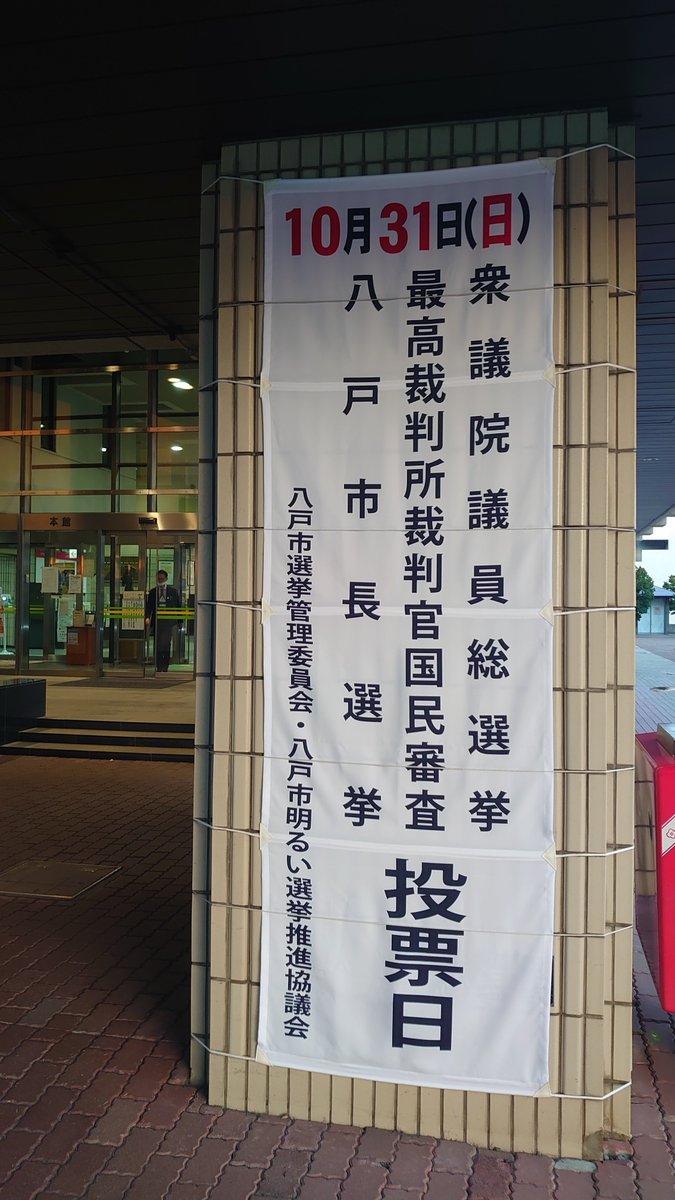 10月31日(日)
衆議院議員総選挙
最高裁判所裁判官国民審査
八戸市長選挙
投票日
八戸市選挙管理委員会・八戸市明るい選挙推進協議会
本館